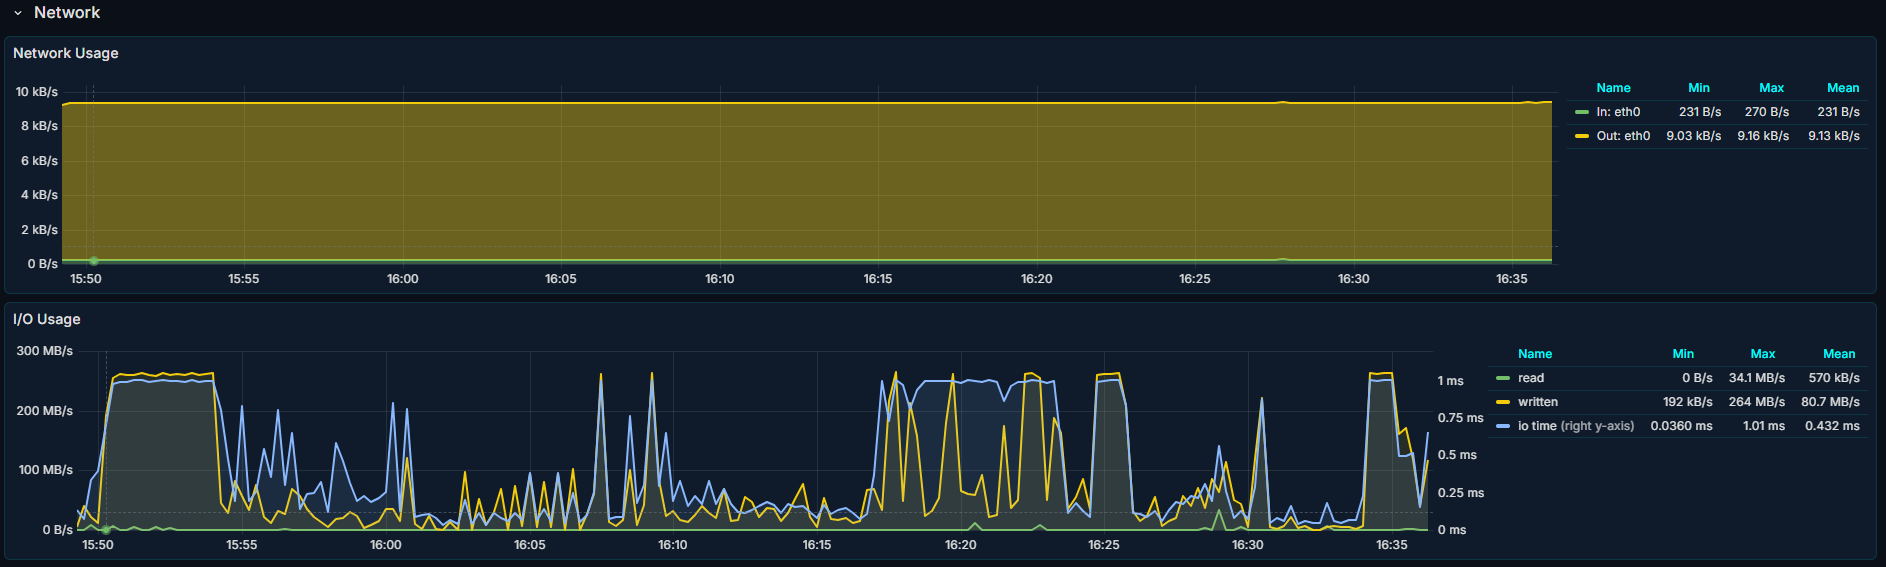 Network
Network Usage
10 kB/s
8 kB/s
6 kB/s
4 kB/s
2 kB/s
0 B/s
15:50 15:55 16:00 16:05 16:10 16:15 16:20 16:25 16:30 16:35
Name Min Max Mean
In: eth0 231 B/s 270 B/s 231 B/s
Out: eth0 9.03 kB/s 9.16 kB/s 9.13 kB/s
I/O Usage
300 MB/s
200 MB/s
100 MB/s
0 B/s
1 ms
0.75 ms
0.5 ms
0.25 ms
0 ms
15:50 15:55 16:00 16:05 16:10 16:15 16:20 16:25 16:30 16:35
Name Min Max Mean
read 0 B/s 34.1 MB/s 570 kB/s
written 192 kB/s 264 MB/s 80.7 MB/s
io time (right y-axis) 0.0360 ms 1.01 ms 0.432 ms